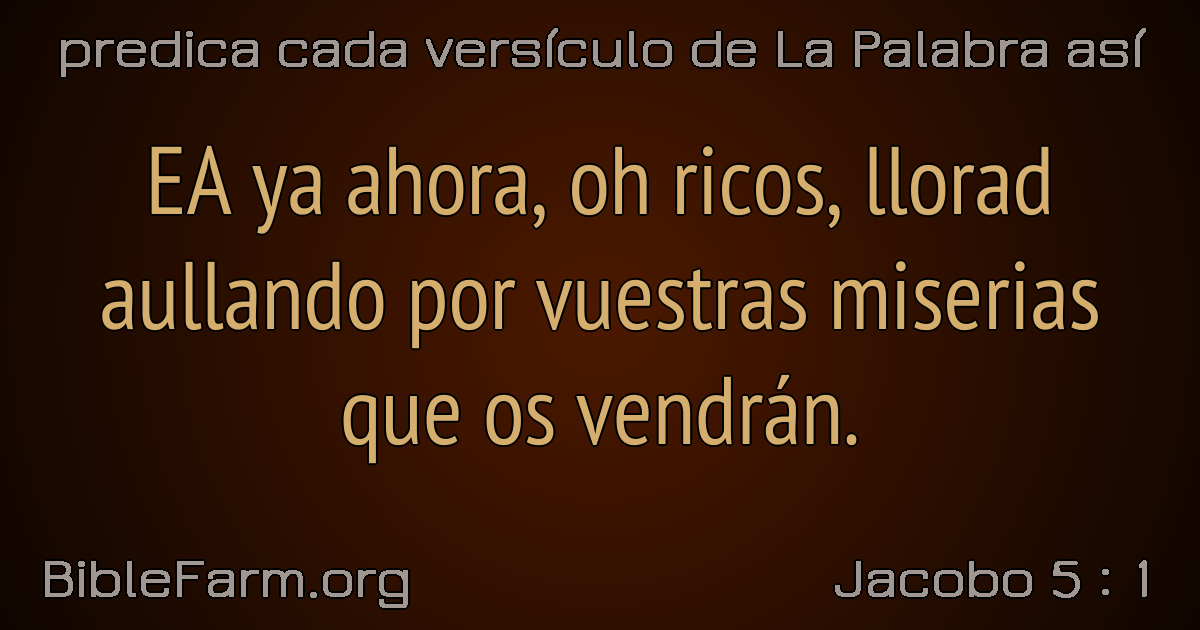 predica cada versículo de La Palabra así
EA ya ahora, oh ricos, llorad
aullando por vuestras miserias
que os vendrán.
BibleFarm.org
Jacobo 5 : 1